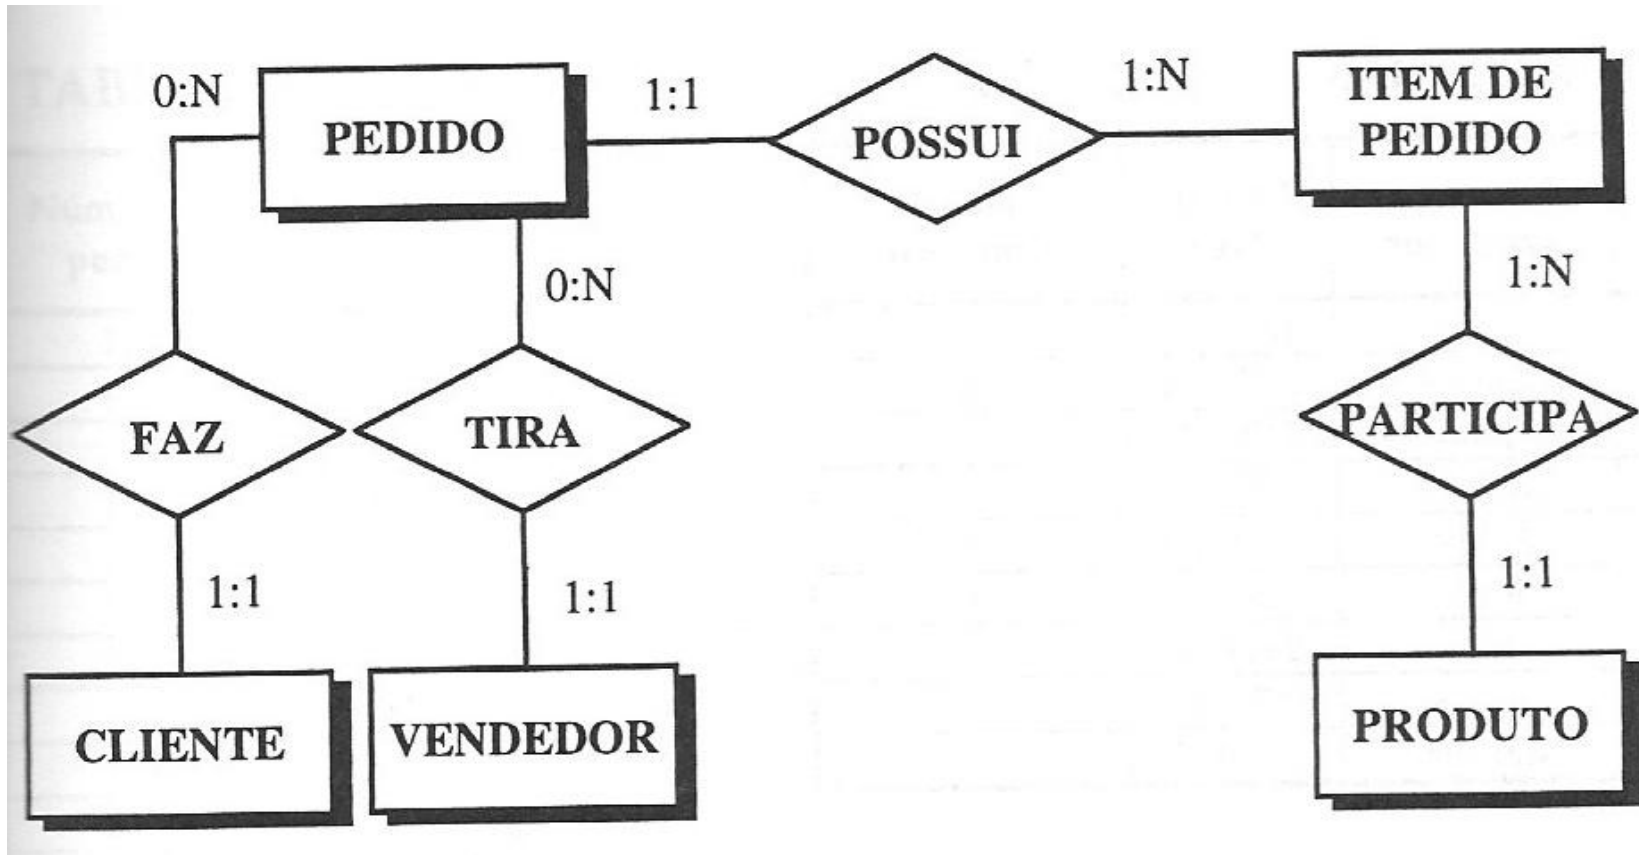 0:N
PEDIDO
1:1
POSSUI
1:N
ITEM DE
PEDIDO
0:N
1:N
FAZ
TIRA
PARTICIPA
1:1
1:1
1:1
CLIENTE
VENDEDOR
PRODUTO